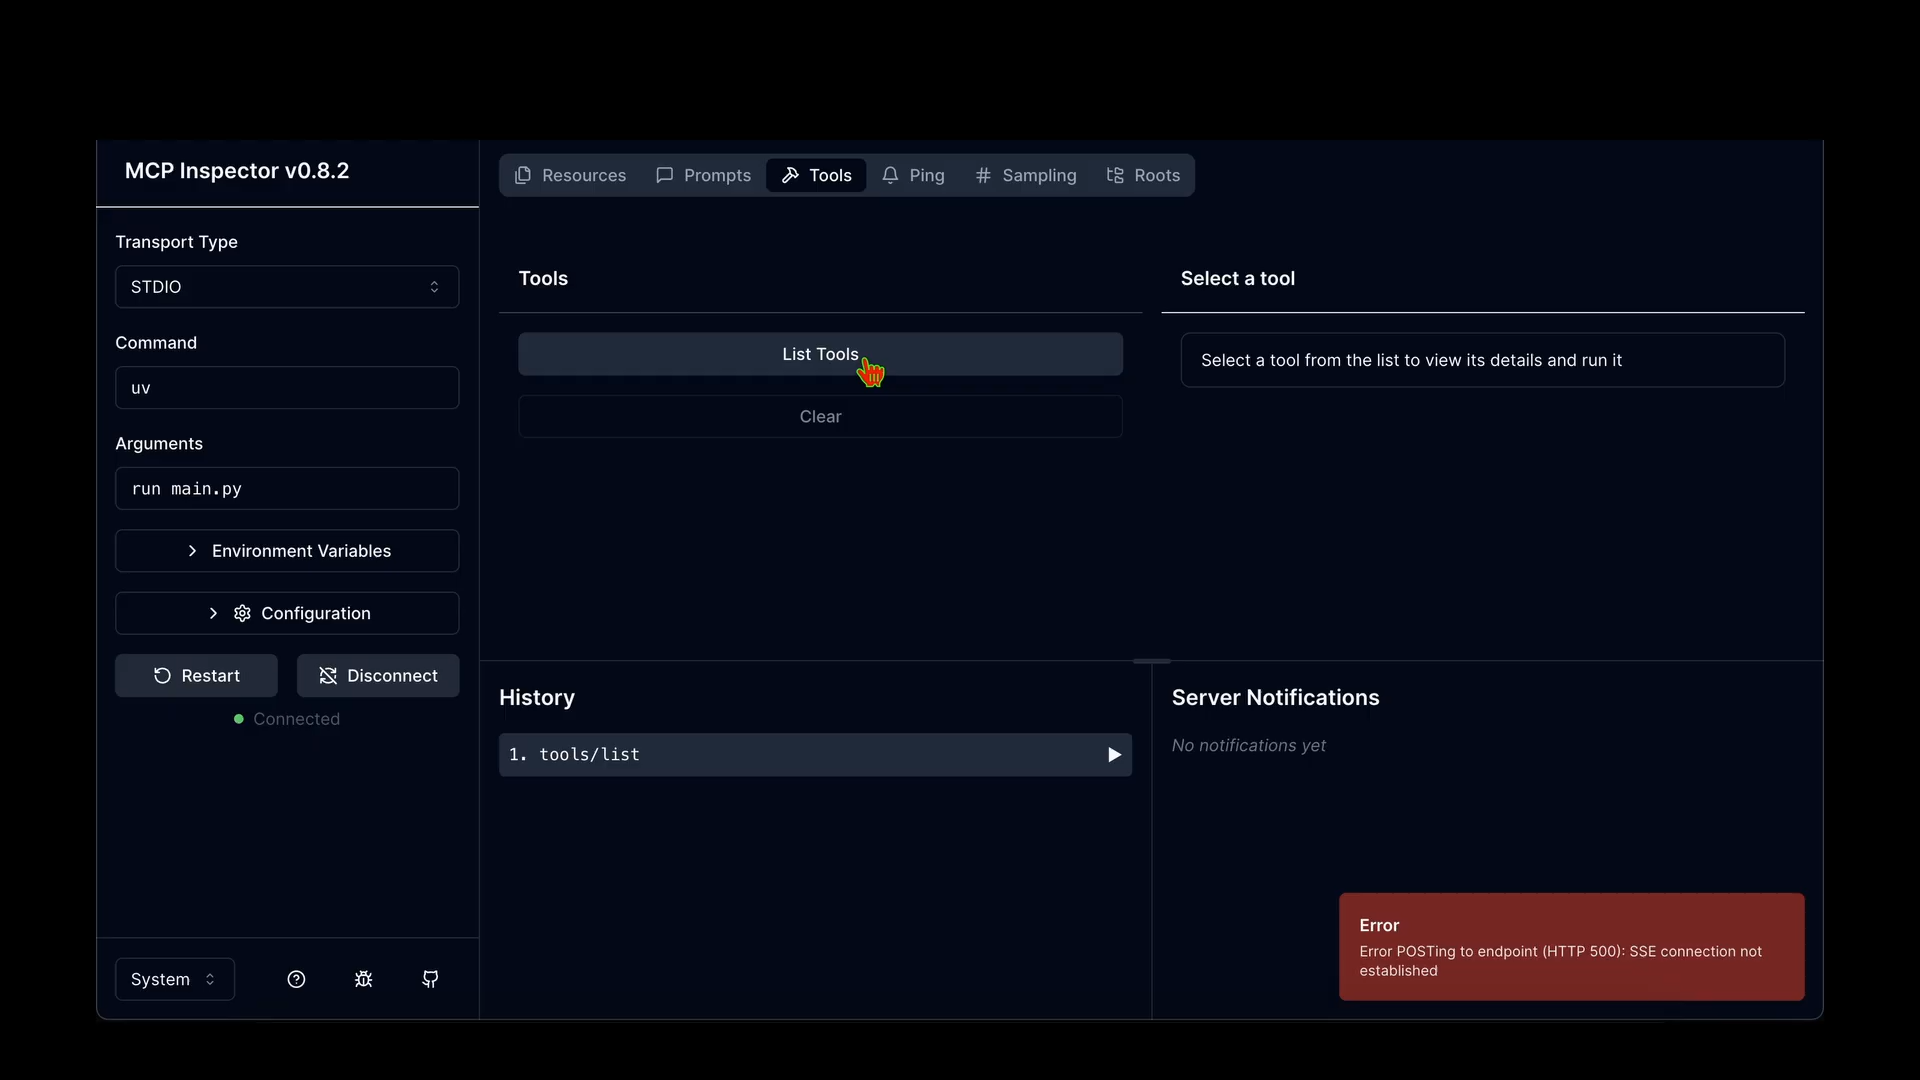 MCP Inspector v0.8.2
Transport Type
STDIO
Command
uv
Arguments
run main.py
Environment Variables
Configuration
Restart
Disconnect
Connected
System
Resources
Prompts
Tools
Ping
Sampling
Roots
Tools
List Tools
Clear
Select a tool
Select a tool from the list to view its details and run it
History
1. tools/list
Server Notifications
No notifications yet
Error
Error POSTing to endpoint (HTTP 500): SSE connection not
established